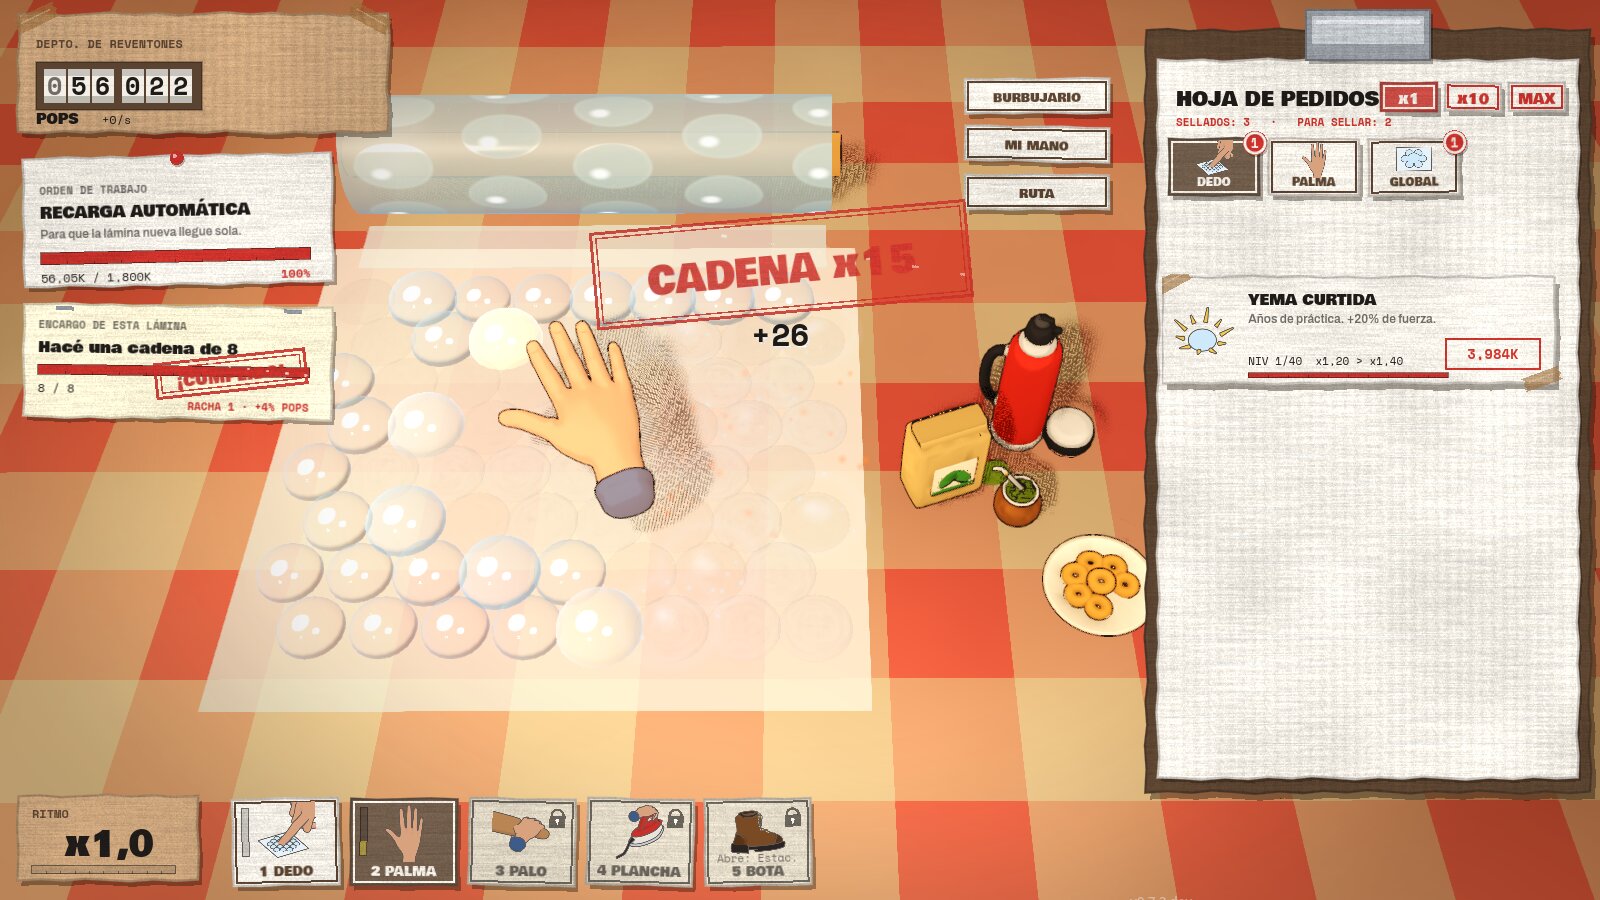 DEPTO. DE REVENTONES
056 022
POPS +0/s
ORDEN DE TRABAJO
RECARGA AUTOMÁTICA
Para que la lámina nueva llegue sola.
56,05K / 1,800K 100%
ENCARGO DE ESTA LÁMINA
Hacé una cadena de 8
8 / 8
RACHA 1 · +4% POPS
CADENA x15
+26
BURBUJARIO
MI MANO
RUTA
HOJA DE PEDIDOS x1 x10 MAX
SELLADOS: 3 · PARA SELLAR: 2
1 1
DEDO PALMA GLOBAL
YEMA CURTIDA
Años de práctica. +20% de fuerza.
NIV 1/40 x1,20 > x1,40 3,984K
RITMO
x1,0
1 DEDO
2 PALMA
3 PALO
4 PLANCHA
Abre: Estac.
5 BOTA